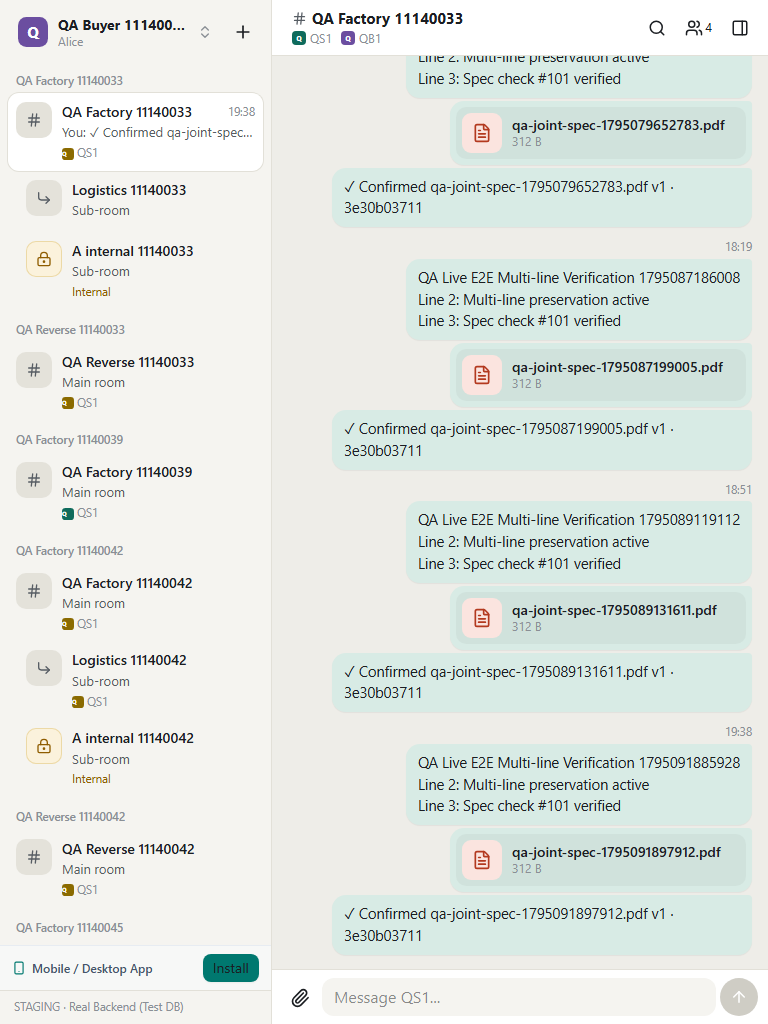 Q
QA Buyer 111400...
Alice
QA Factory 11140033
QA Factory 11140033
19:38
You: ✓ Confirmed qa-joint-spec...
QS1
Logistics 11140033
Sub-room
A internal 11140033
Sub-room
Internal
QA Reverse 11140033
QA Reverse 11140033
Main room
QS1
QA Factory 11140039
QA Factory 11140039
Main room
QS1
QA Factory 11140042
QA Factory 11140042
Main room
QS1
Logistics 11140042
Sub-room
QS1
A internal 11140042
Sub-room
Internal
QA Reverse 11140042
QA Reverse 11140042
Main room
QS1
QA Factory 11140045
Mobile / Desktop App
Install
STAGING · Real Backend (Test DB)
# QA Factory 11140033
Q QS1 Q QB1
4
Line 2: Multi-line preservation active
Line 3: Spec check #101 verified
qa-joint-spec-1795079652783.pdf
312 B
✓ Confirmed qa-joint-spec-1795079652783.pdf v1 ·
3e30b03711
18:19
QA Live E2E Multi-line Verification 1795087186008
Line 2: Multi-line preservation active
Line 3: Spec check #101 verified
qa-joint-spec-1795087199005.pdf
312 B
✓ Confirmed qa-joint-spec-1795087199005.pdf v1 ·
3e30b03711
18:51
QA Live E2E Multi-line Verification 1795089119112
Line 2: Multi-line preservation active
Line 3: Spec check #101 verified
qa-joint-spec-1795089131611.pdf
312 B
✓ Confirmed qa-joint-spec-1795089131611.pdf v1 ·
3e30b03711
19:38
QA Live E2E Multi-line Verification 1795091885928
Line 2: Multi-line preservation active
Line 3: Spec check #101 verified
qa-joint-spec-1795091897912.pdf
312 B
✓ Confirmed qa-joint-spec-1795091897912.pdf v1 ·
3e30b03711
Message QS1...